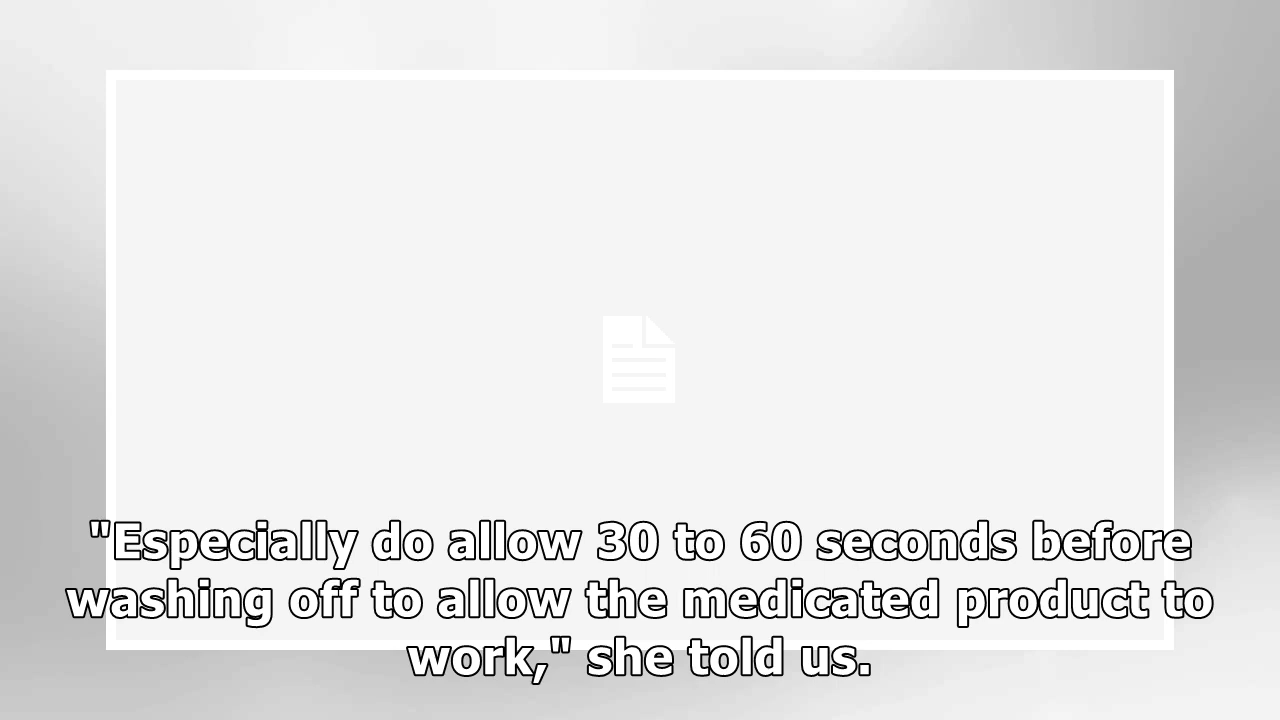 "Especially do allow 30 to 60 seconds before
washing off to allow the medicated product to
work," she told us.